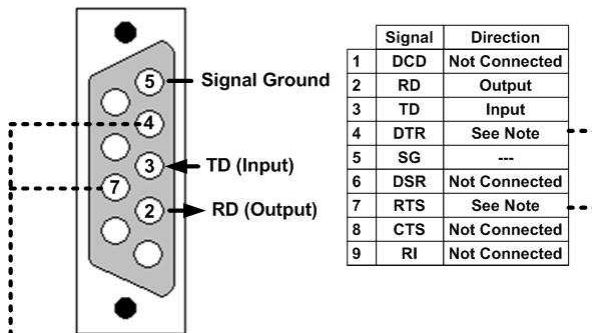 5 Signal Ground
4
3 TD (Input)
7
2 RD (Output)
Signal Direction
1 DCD Not Connected
2 RD Output
3 TD Input
4 DTR See Note
5 SG ---
6 DSR Not Connected
7 RTS See Note
8 CTS Not Connected
9 RI Not Connected